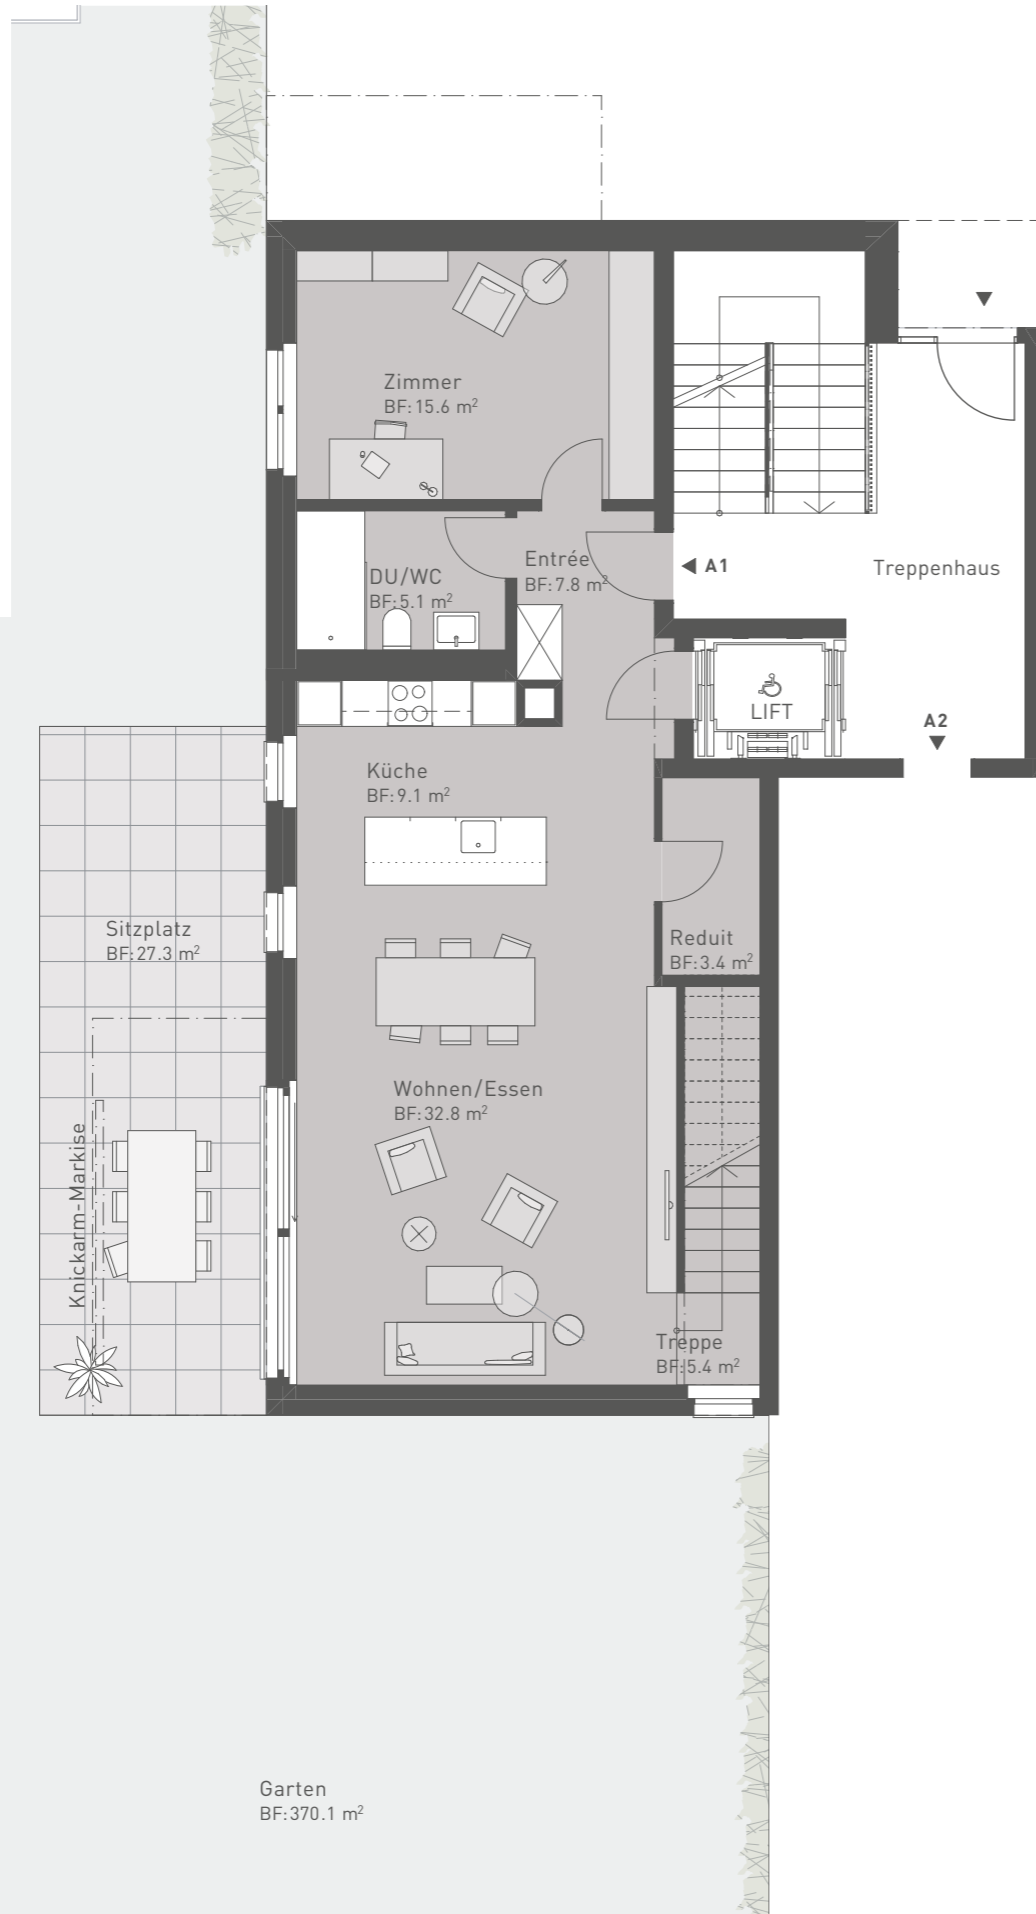 Zimmer
BF: 15.6 m²
Entrée
BF: 7.8 m²
A1
Treppenhaus
DU/WC
BF: 5.1 m²
LIFT
A2
Küche
BF: 9.1 m²
Sitzplatz
BF: 27.3 m²
Reduit
BF: 3.4 m²
Wohnen/Essen
BF: 32.8 m²
Knickarm-Markise
Treppe
BF: 5.4 m²
Garten
BF: 370.1 m²